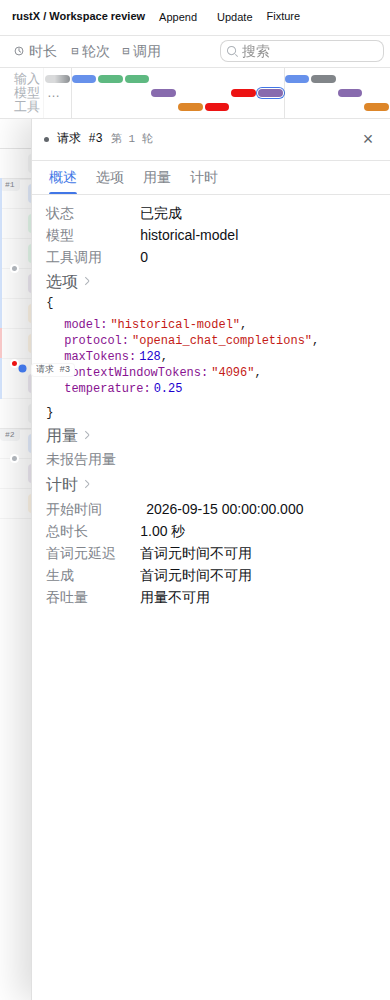 rustX / Workspace review Append Update Fixture
时长 轮次 调用 搜索
输入
模型 ...
工具
请求 #3 第 1 轮 ×
概述 选项 用量 计时
#1
状态 已完成
模型 historical-model
工具调用 0
选项
{
model: "historical-model",
protocol: "openai_chat_completions",
maxTokens: 128,
请求 #3 ontextWindowTokens: "4096",
temperature: 0.25
}
#2
用量
未报告用量
计时
开始时间 2026-09-15 00:00:00.000
总时长 1.00 秒
首词元延迟 首词元时间不可用
生成 首词元时间不可用
吞吐量 用量不可用